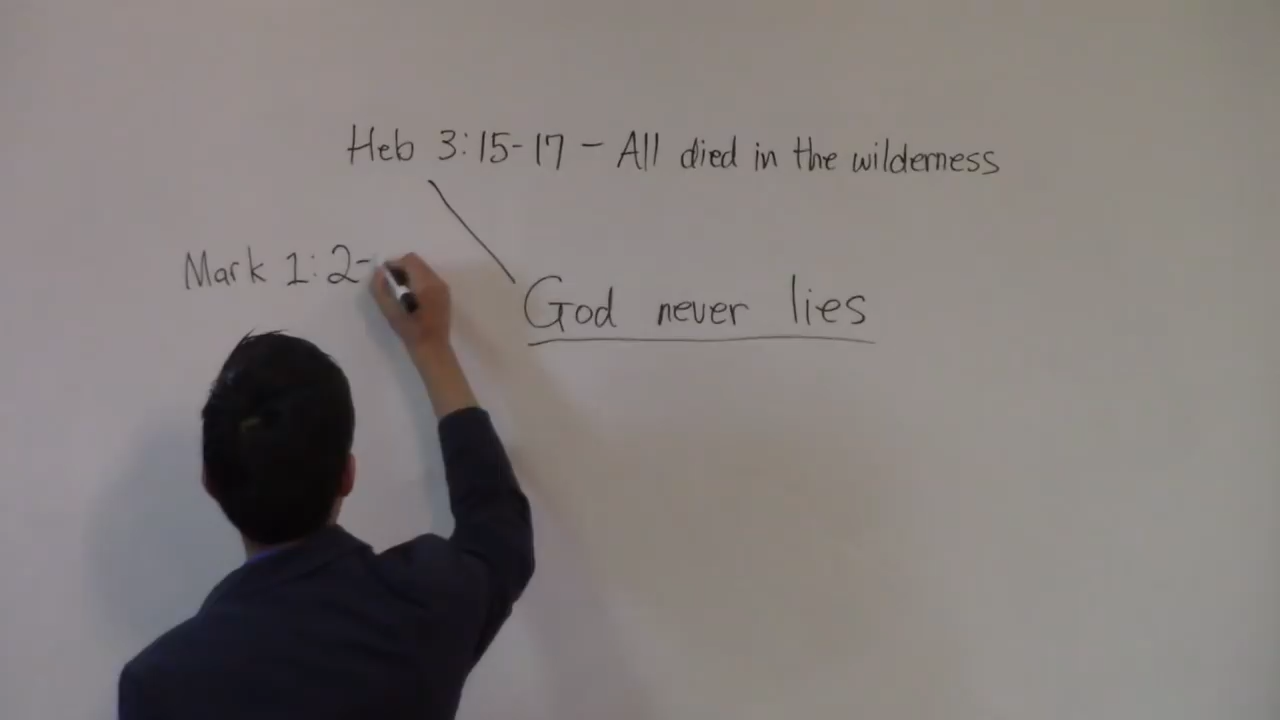 Heb 3:15-17 - All died in the wilderness
Mark 1:2-
God never lies